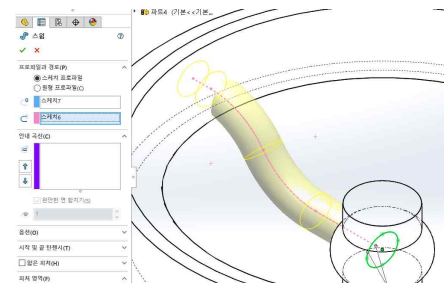 파트4 (기본<<기본_
스윕
프로파일과 경로(P)
스케치 프로파일
원형 프로파일(C)
스케치7
스케치6
안내 곡선(C)
완만한 면 합치기(S)
1
옵션(O)
시작 및 끝 탄젠시(T)
얇은 피처(H)
피처 영역(F)